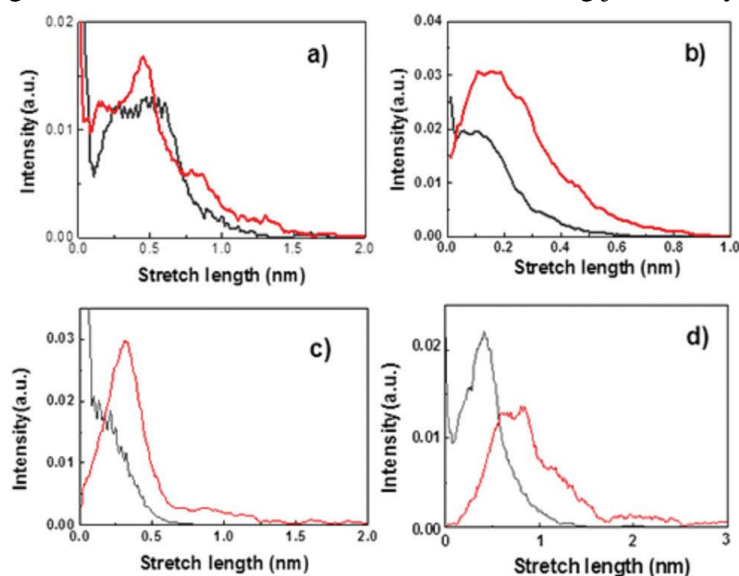 a)
0.02
0.01
0.00
Intensity (a.u.)
0.0 0.5 1.0 1.5 2.0
Stretch length (nm)
b)
0.04
0.03
0.02
0.01
0.00
Intensity (a.u.)
0.0 0.2 0.4 0.6 0.8 1.0
Stretch length (nm)
c)
0.03
0.02
0.01
0.00
Intensity (a.u.)
0.0 0.5 1.0 1.5 2.0
Stretch length (nm)
d)
0.02
0.01
0.00
Intensity (a.u.)
0 1 2 3
Stretch length (nm)